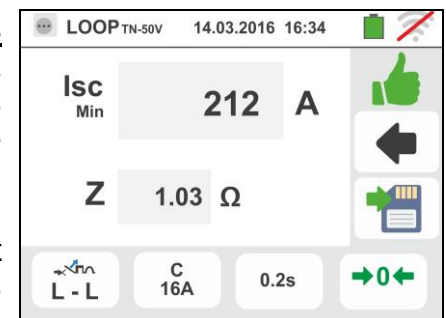 LOOP TN-50V 14.03.2016 16:34
Isc
Min
212 A
Z 1.03 Ω
L - L
C
16A
0.2s
0